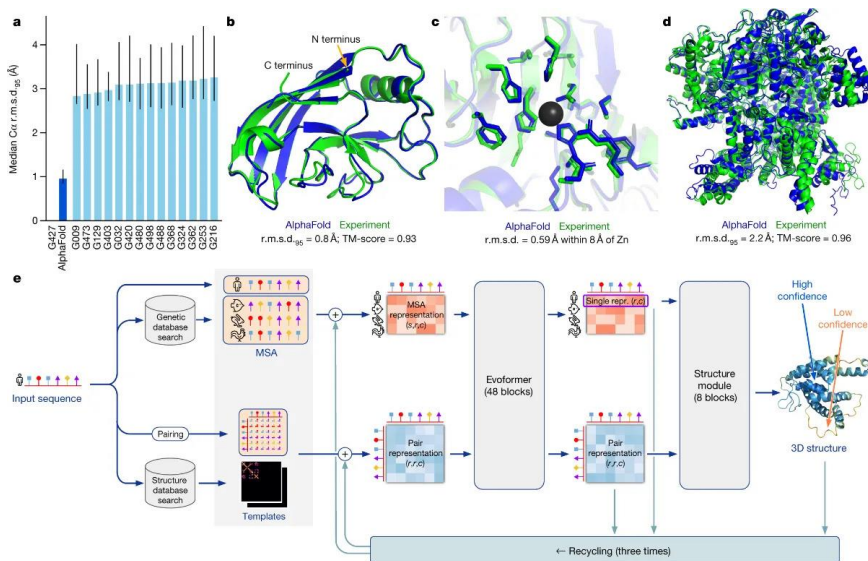 a
Median Cα r.m.s.d.95 (Å)
4
3
2
1
0
G427
AlphaFold
G009
G473
G129
G403
G032
G420
G480
G498
G488
G368
G324
G362
G253
G216
b
N terminus
C terminus
AlphaFold Experiment
r.m.s.d.95 = 0.8 Å; TM-score = 0.93
c
AlphaFold Experiment
r.m.s.d. = 0.59 Å within 8 Å of Zn
d
AlphaFold Experiment
r.m.s.d.95 = 2.2 Å; TM-score = 0.96
e
Input sequence
Genetic
database
search
MSA
Pairing
Structure
database
search
Templates
+
+
MSA
representation
(s,r,c)
Pair
representation
(r,r,c)
Evoformer
(48 blocks)
Single repr. (r,c)
Pair
representation
(r,r,c)
Structure
module
(8 blocks)
High
confidence
Low
confidence
3D structure
← Recycling (three times)